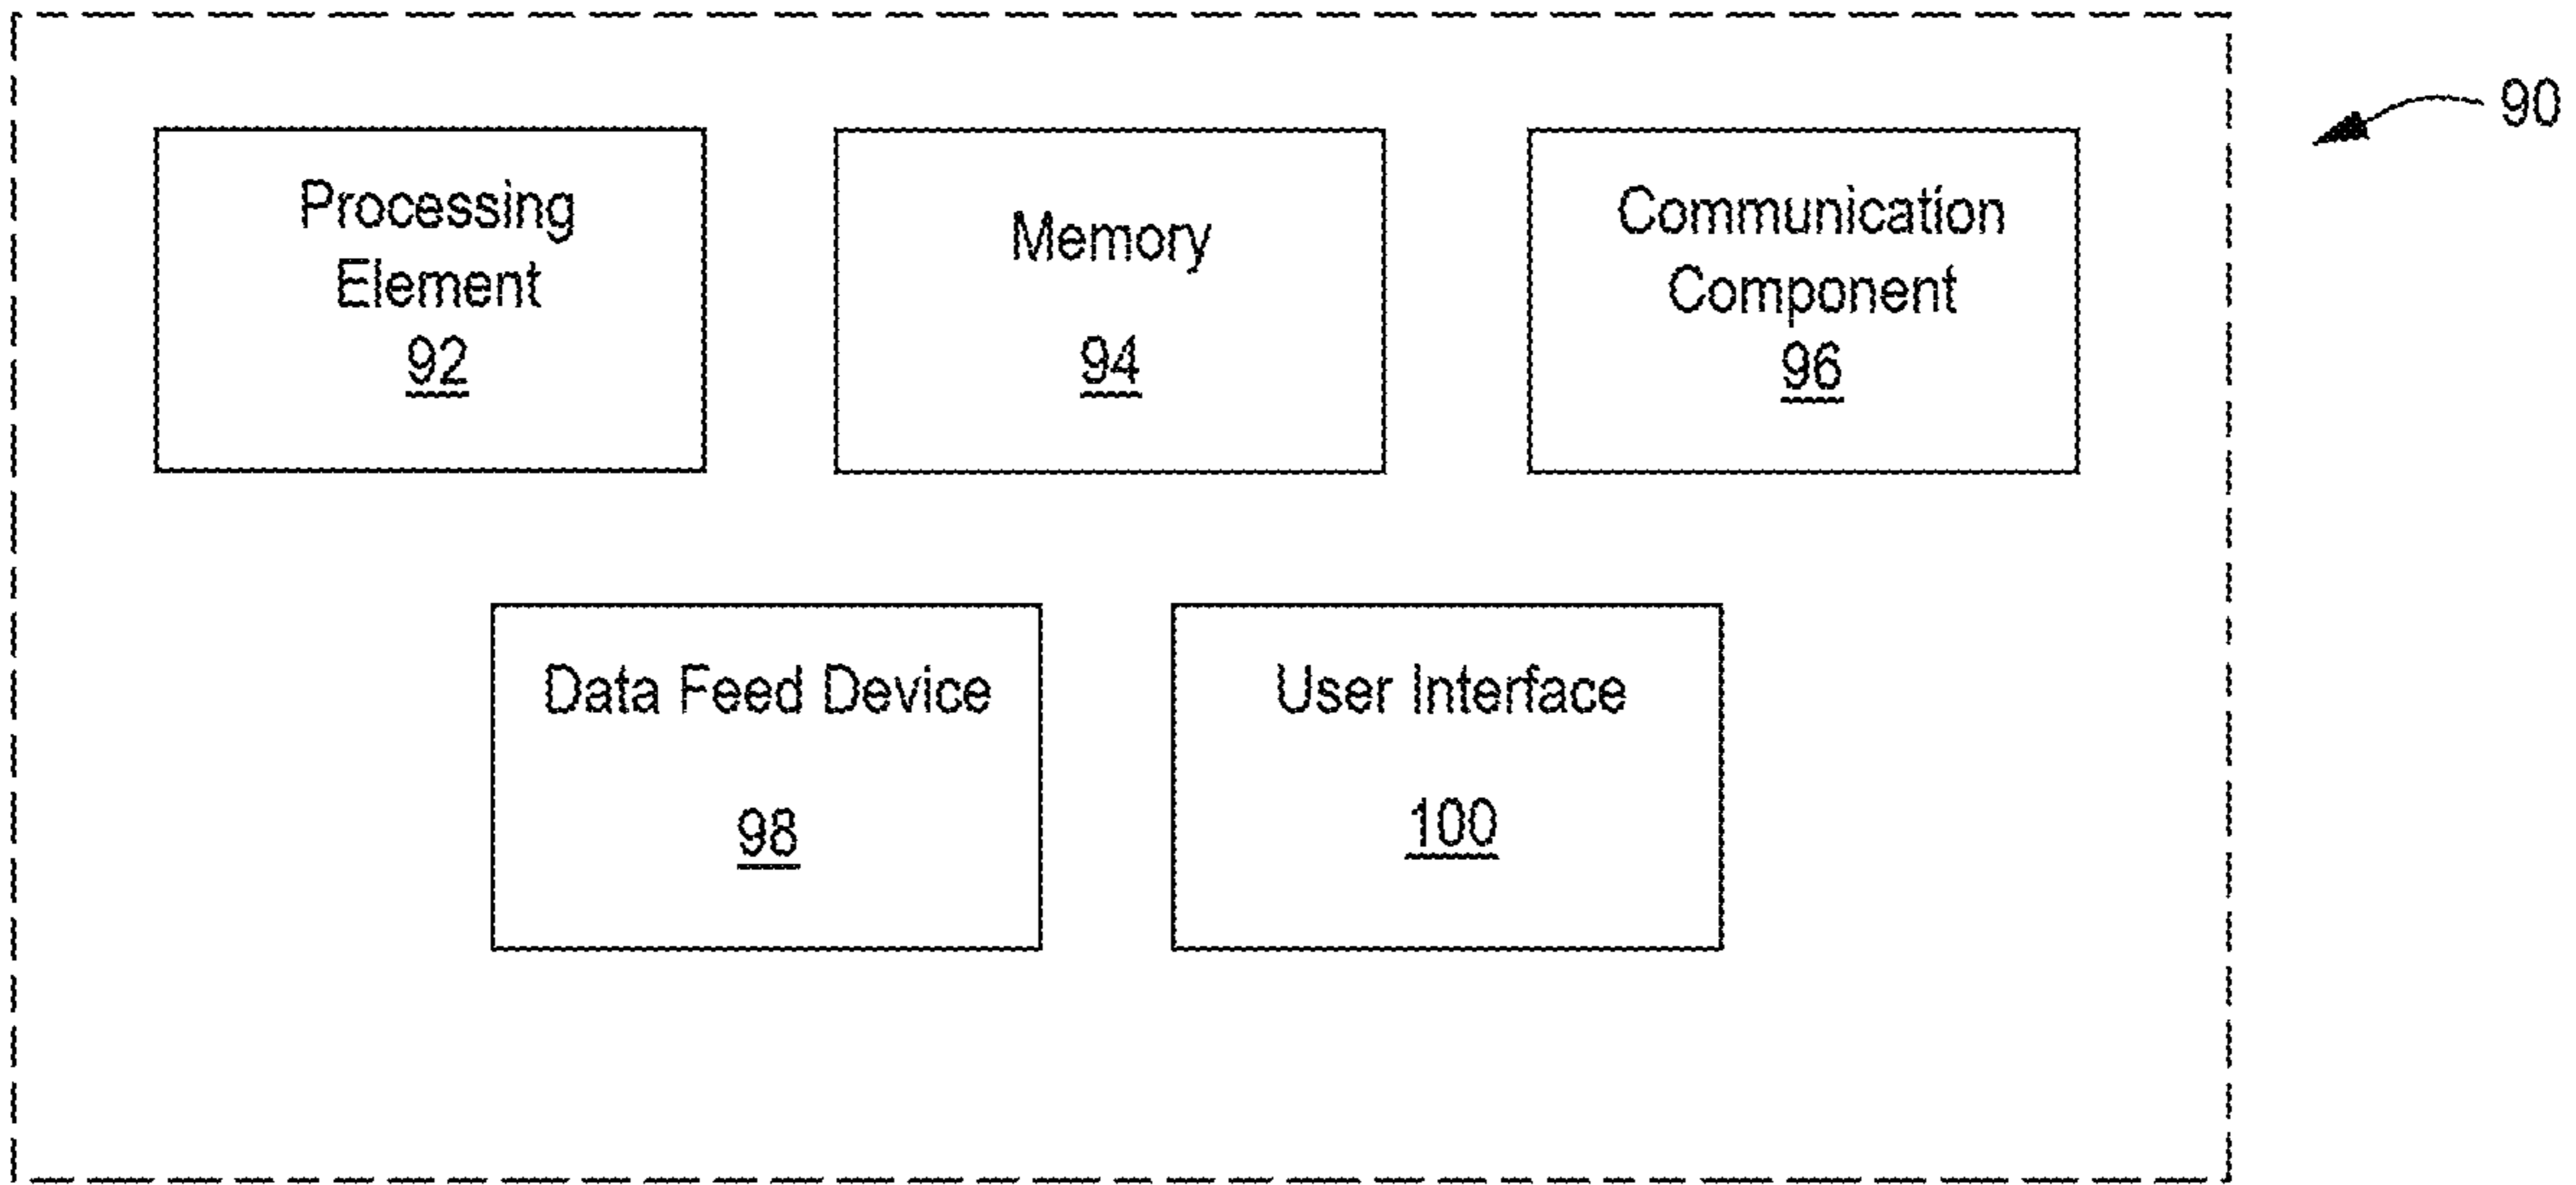 90
Processing
Element
92
Memory
94
Communication
Component
96
Data Feed Device
98
User Interface
100